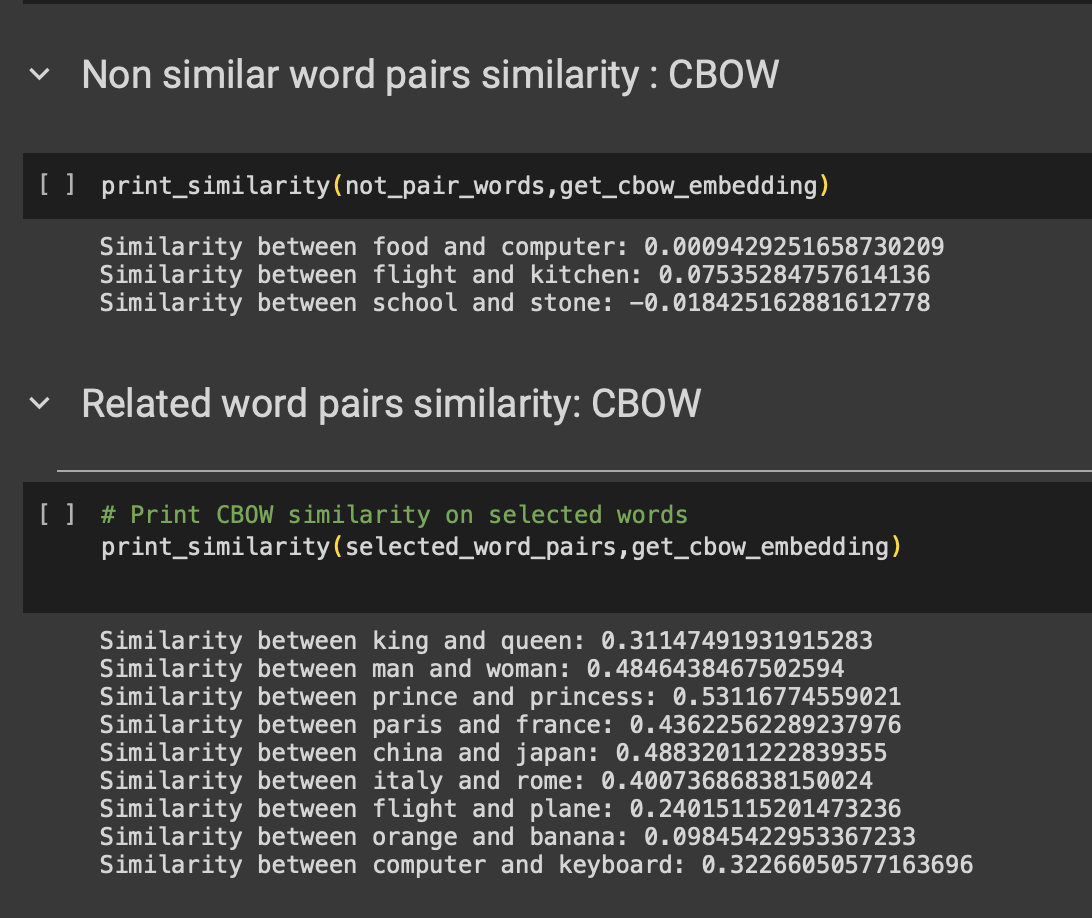 Non similar word pairs similarity : CBOW
[ ] print_similarity(not_pair_words,get_cbow_embedding)
Similarity between food and computer: 0.0009429251658730209
Similarity between flight and kitchen: 0.07535284757614136
Similarity between school and stone: -0.018425162881612778
Related word pairs similarity: CBOW
[ ] # Print CBOW similarity on selected words
print_similarity(selected_word_pairs,get_cbow_embedding)
Similarity between king and queen: 0.31147491931915283
Similarity between man and woman: 0.4846438467502594
Similarity between prince and princess: 0.53116774559021
Similarity between paris and france: 0.43622562289237976
Similarity between china and japan: 0.48832011222839355
Similarity between italy and rome: 0.40073686838150024
Similarity between flight and plane: 0.24015115201473236
Similarity between orange and banana: 0.09845422953367233
Similarity between computer and keyboard: 0.32266050577163696